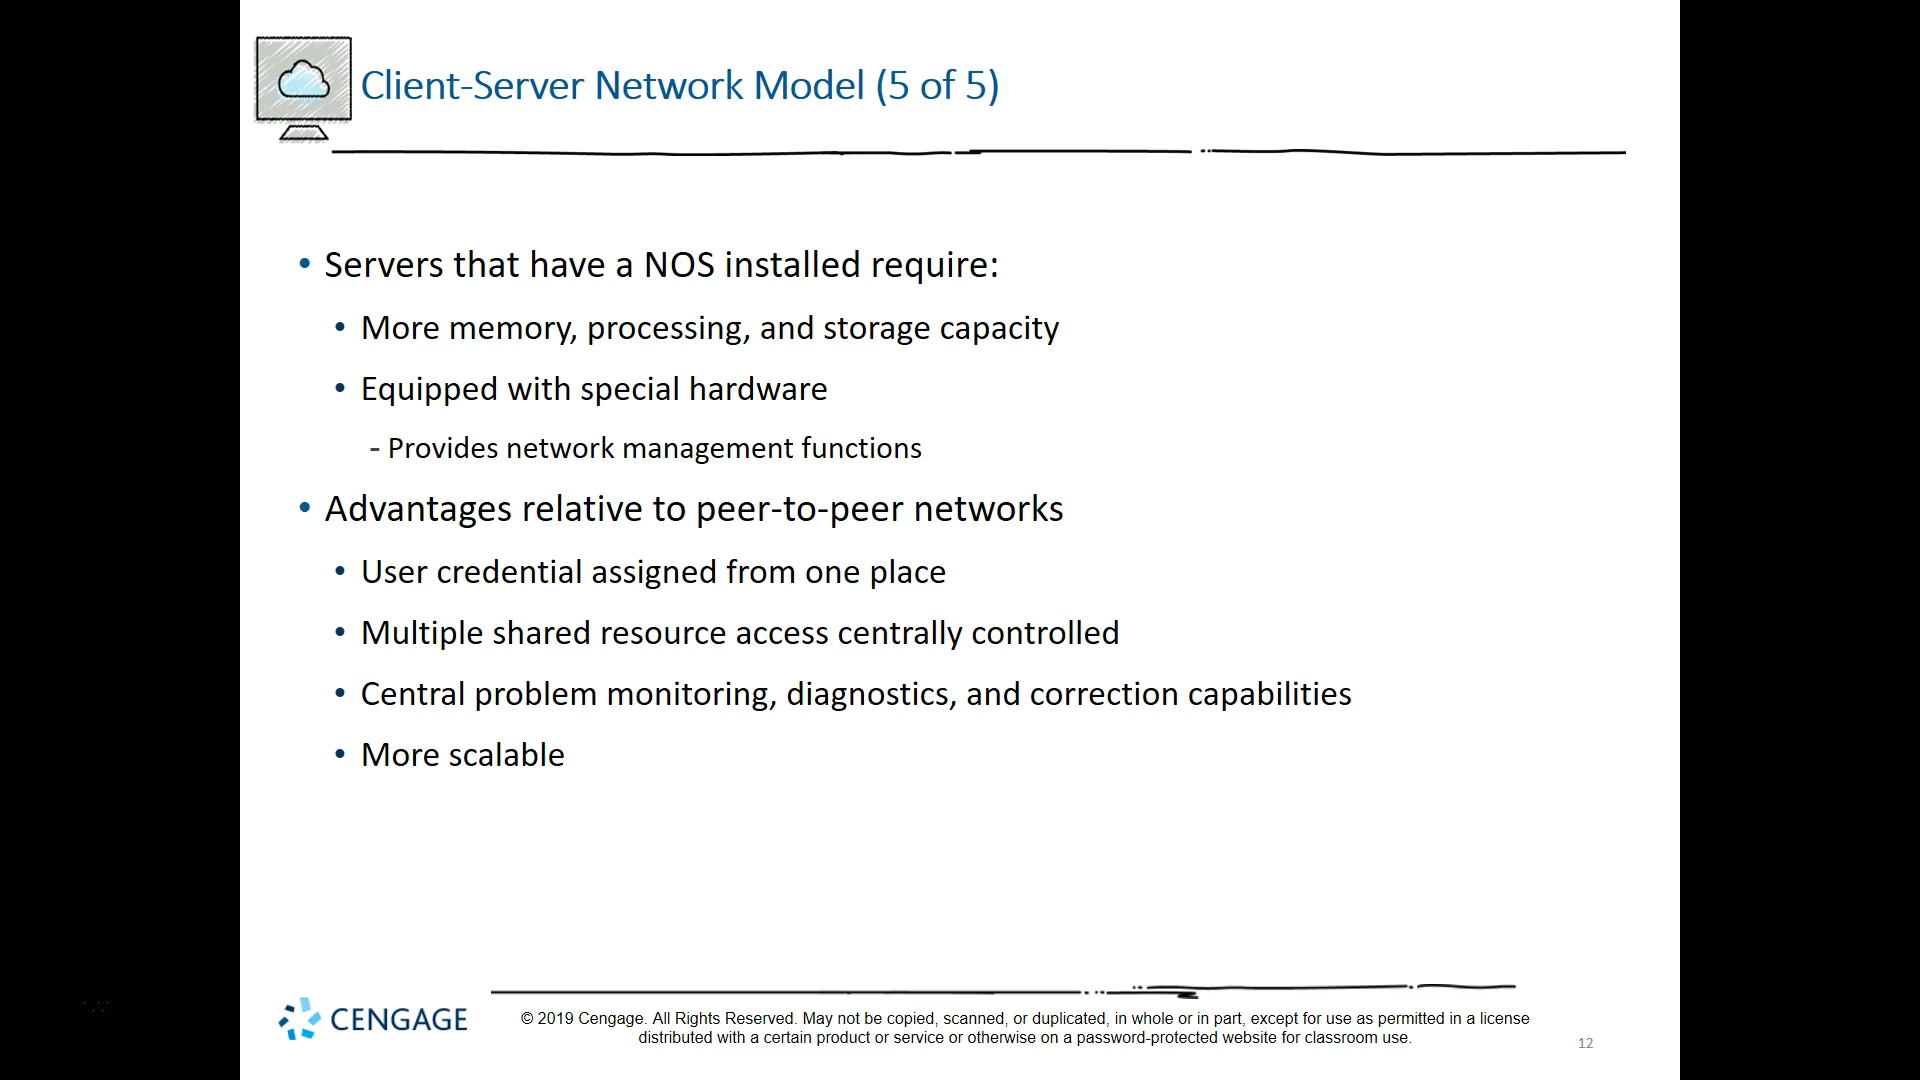 Client-Server Network Model (5 of 5)
• Servers that have a NOS installed require:
• More memory, processing, and storage capacity
• Equipped with special hardware
- Provides network management functions
• Advantages relative to peer-to-peer networks
• User credential assigned from one place
• Multiple shared resource access centrally controlled
• Central problem monitoring, diagnostics, and correction capabilities
• More scalable
CENGAGE
© 2019 Cengage. All Rights Reserved. May not be copied, scanned, or duplicated, in whole or in part, except for use as permitted in a license
distributed with a certain product or service or otherwise on a password-protected website for classroom use.
12